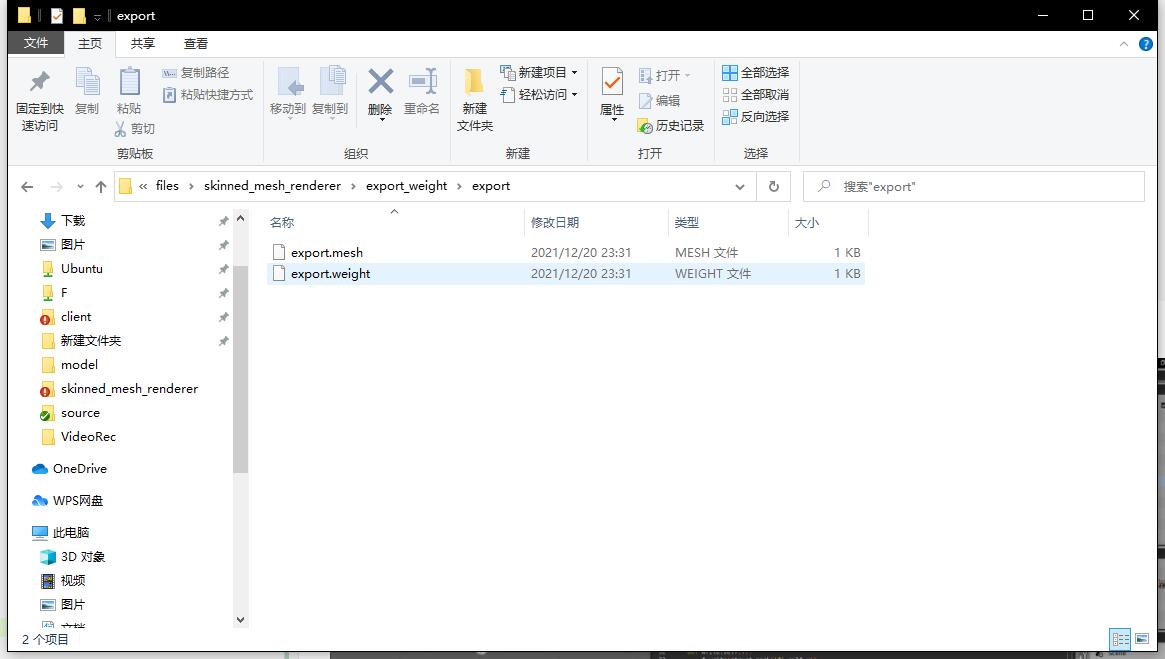 export
文件 主页 共享 查看
固定到快速访问
复制
粘贴
复制路径
粘贴快捷方式
剪切
剪贴板
移动到
复制到
删除
重命名
组织
新建文件夹
新建项目
轻松访问
新建
属性
打开
编辑
历史记录
打开
全部选择
全部取消
反向选择
选择
« files › skinned_mesh_renderer › export_weight › export
搜索"export"
下载
图片
Ubuntu
F
client
新建文件夹
model
skinned_mesh_renderer
source
VideoRec
OneDrive
WPS网盘
此电脑
3D 对象
视频
图片
名称 修改日期 类型 大小
export.mesh 2021/12/20 23:31 MESH 文件 1 KB
export.weight 2021/12/20 23:31 WEIGHT 文件 1 KB
2 个项目